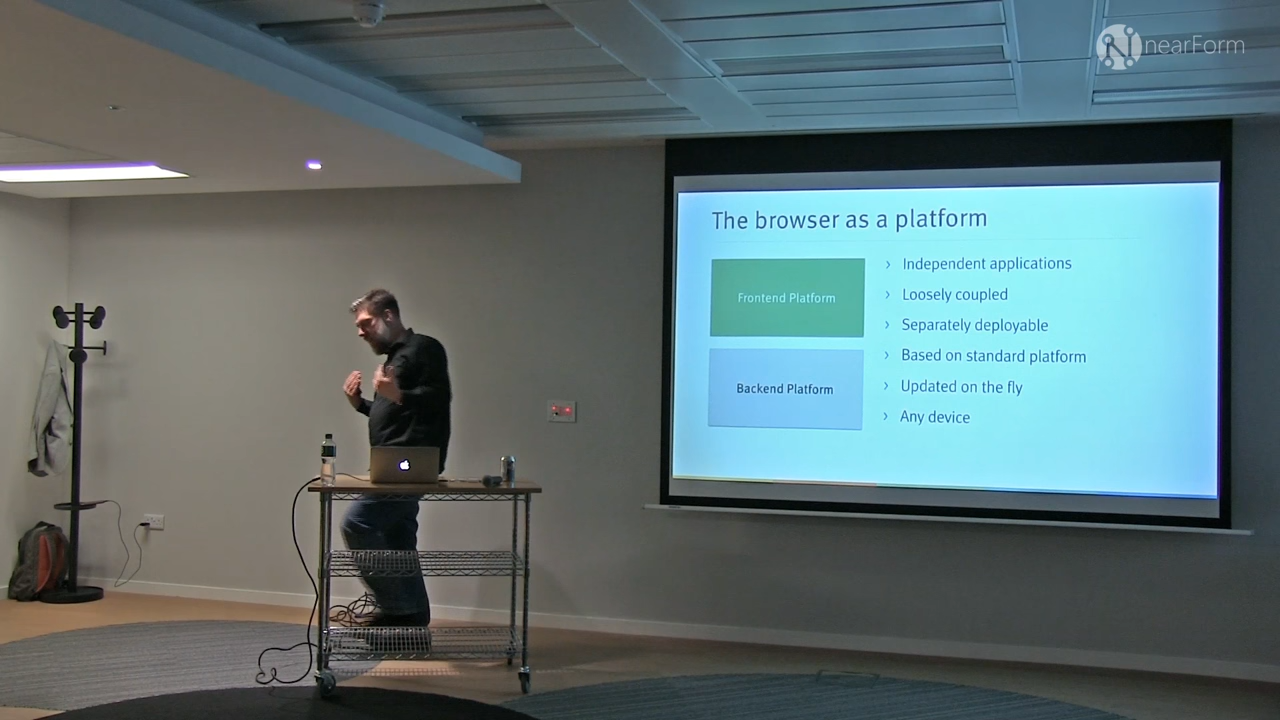 nearForm
The browser as a platform
Frontend Platform
Backend Platform
› Independent applications
› Loosely coupled
› Separately deployable
› Based on standard platform
› Updated on the fly
› Any device